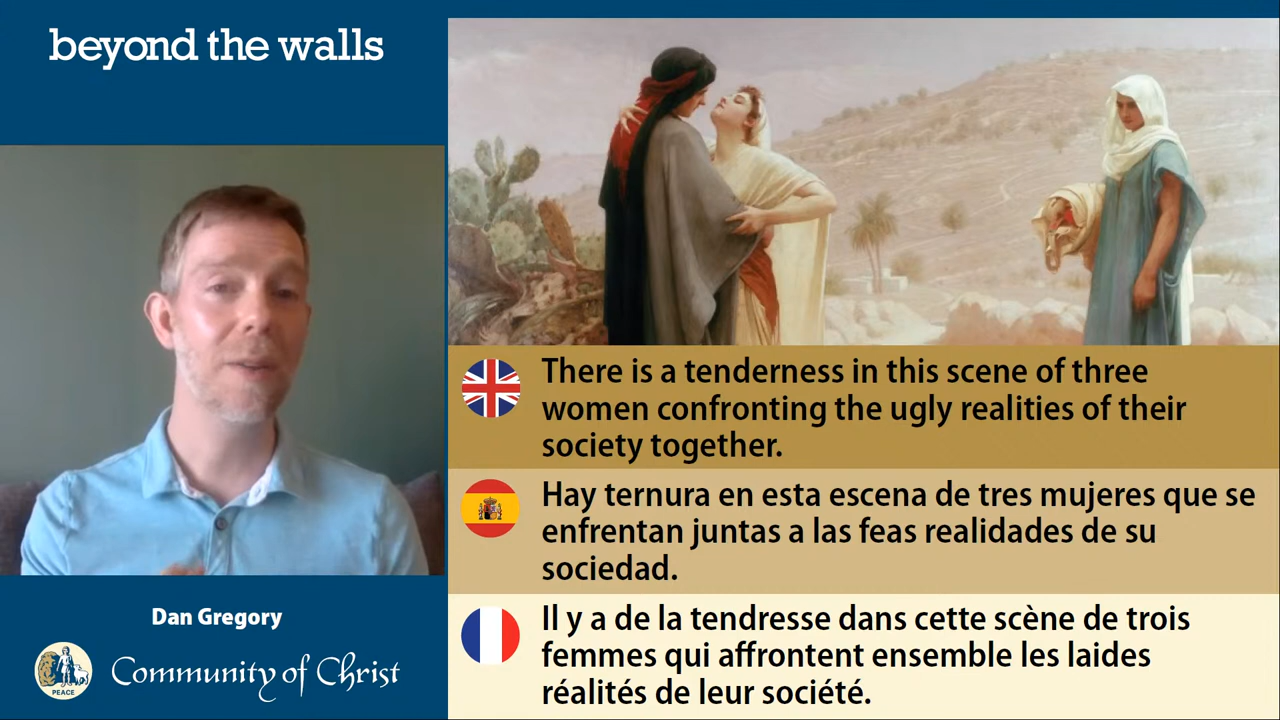 beyond the walls
There is a tenderness in this scene of three
women confronting the ugly realities of their
society together.
Hay ternura en esta escena de tres mujeres que se
enfrentan juntas a las feas realidades de su
sociedad.
Il y a de la tendresse dans cette scène de trois
femmes qui affrontent ensemble les laides
réalités de leur société.
Dan Gregory
PEACE
Community of Christ